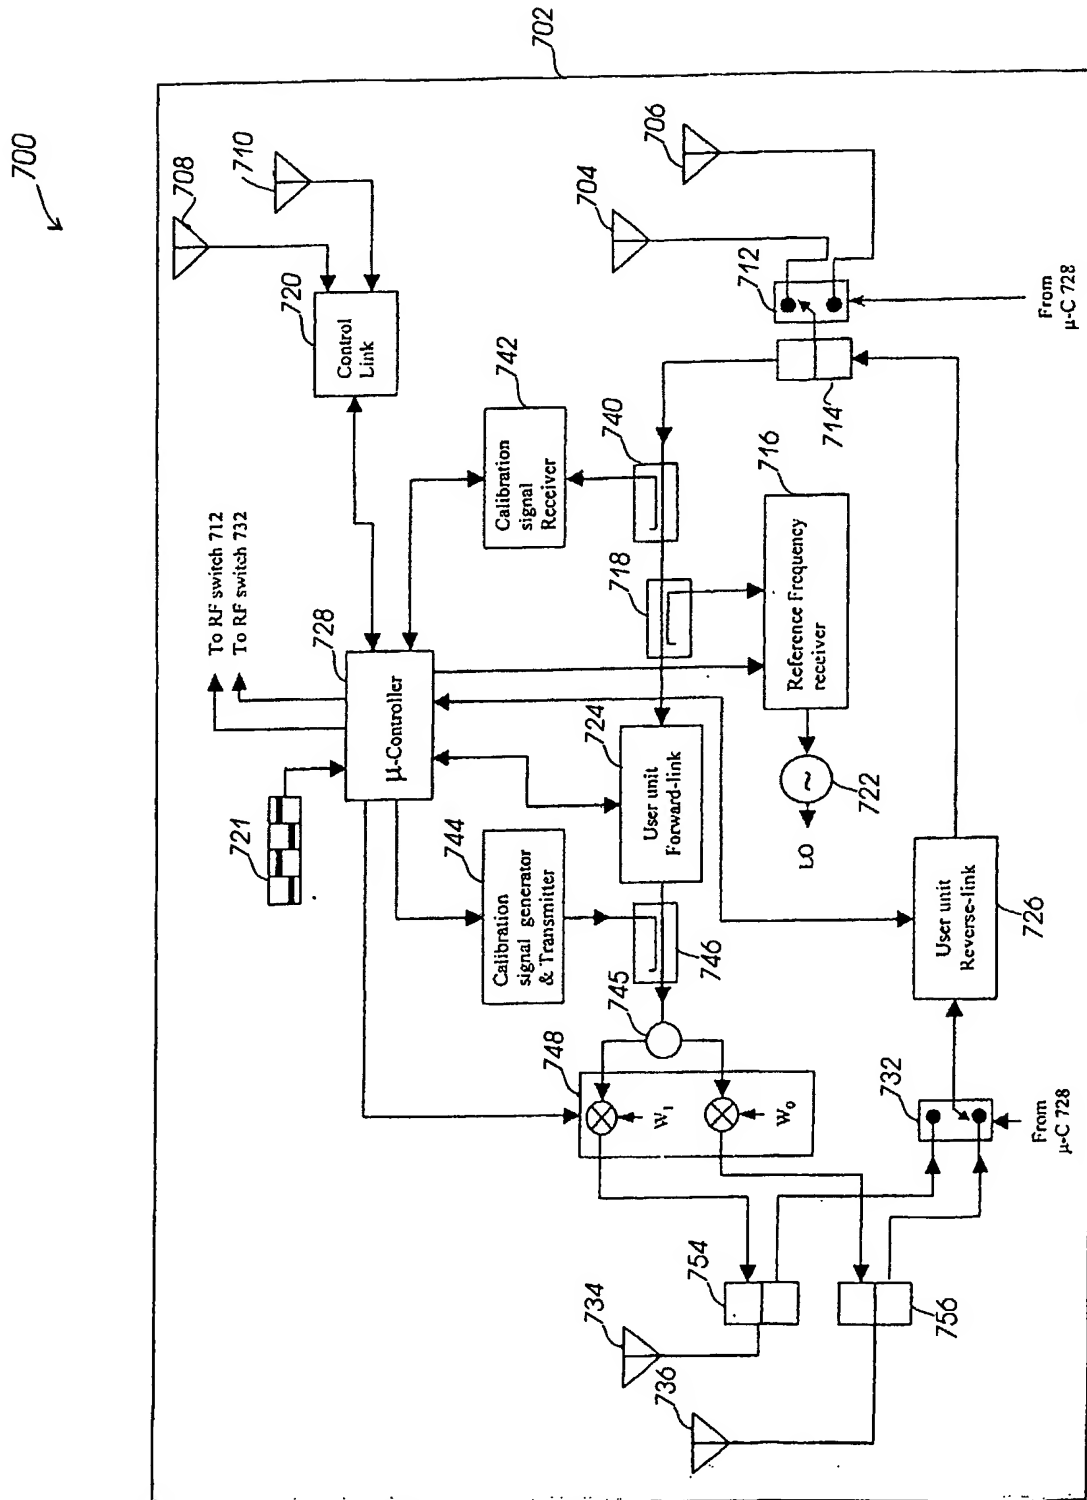 700
702
708
710
720
Control
Link
704
706
712
From
μ-C 728
714
742
Calibration
signal
Receiver
740
To RF switch 712
To RF switch 732
728
μ-Controller
718
716
Reference Frequency
receiver
722
~
LO
721
744
Calibration
signal generator
& Transmitter
724
User unit
Forward-link
746
745
748
W1
W0
726
User unit
Reverse-link
732
From
μ-C 728
754
756
734
736